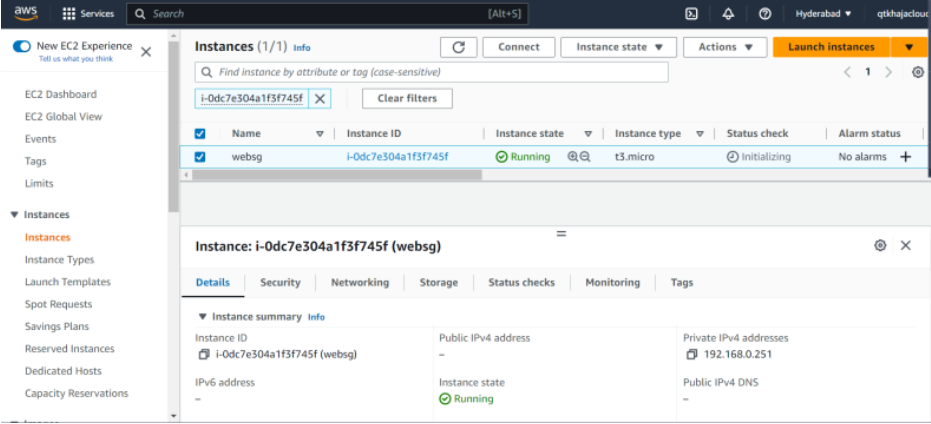 aws Services Search [Alt+S] Hyderabad qtkhajacloud
New EC2 Experience
Tell us what you think
EC2 Dashboard
EC2 Global View
Events
Tags
Limits
Instances
Instances
Instance Types
Launch Templates
Spot Requests
Savings Plans
Reserved Instances
Dedicated Hosts
Capacity Reservations
Instances (1/1) Info Connect Instance state Actions Launch instances
Find instance by attribute or tag (case-sensitive) 1
i-0dc7e304a1f3f745f Clear filters
Name Instance ID Instance state Instance type Status check Alarm status
websg i-0dc7e304a1f3f745f Running t3.micro Initializing No alarms +
Instance: i-0dc7e304a1f3f745f (websg)
Details Security Networking Storage Status checks Monitoring Tags
Instance summary Info
Instance ID Public IPv4 address Private IPv4 addresses
i-0dc7e304a1f3f745f (websg) – 192.168.0.251
IPv6 address Instance state Public IPv4 DNS
– Running –